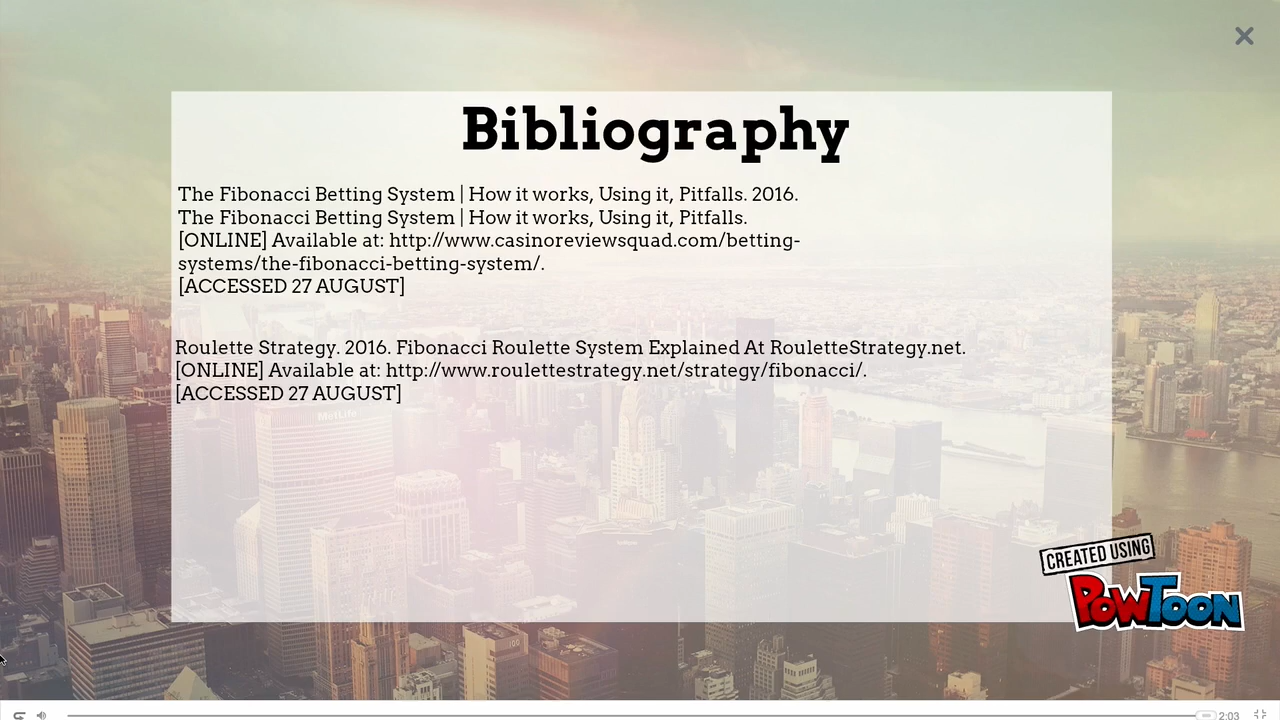 Bibliography
The Fibonacci Betting System | How it works, Using it, Pitfalls. 2016.
The Fibonacci Betting System | How it works, Using it, Pitfalls.
[ONLINE] Available at: http://www.casinoreviewsquad.com/betting-
systems/the-fibonacci-betting-system/.
[ACCESSED 27 AUGUST]
Roulette Strategy. 2016. Fibonacci Roulette System Explained At RouletteStrategy.net.
[ONLINE] Available at: http://www.roulettestrategy.net/strategy/fibonacci/.
[ACCESSED 27 AUGUST]
MetLife
CREATED USING
POWTOON
2:03